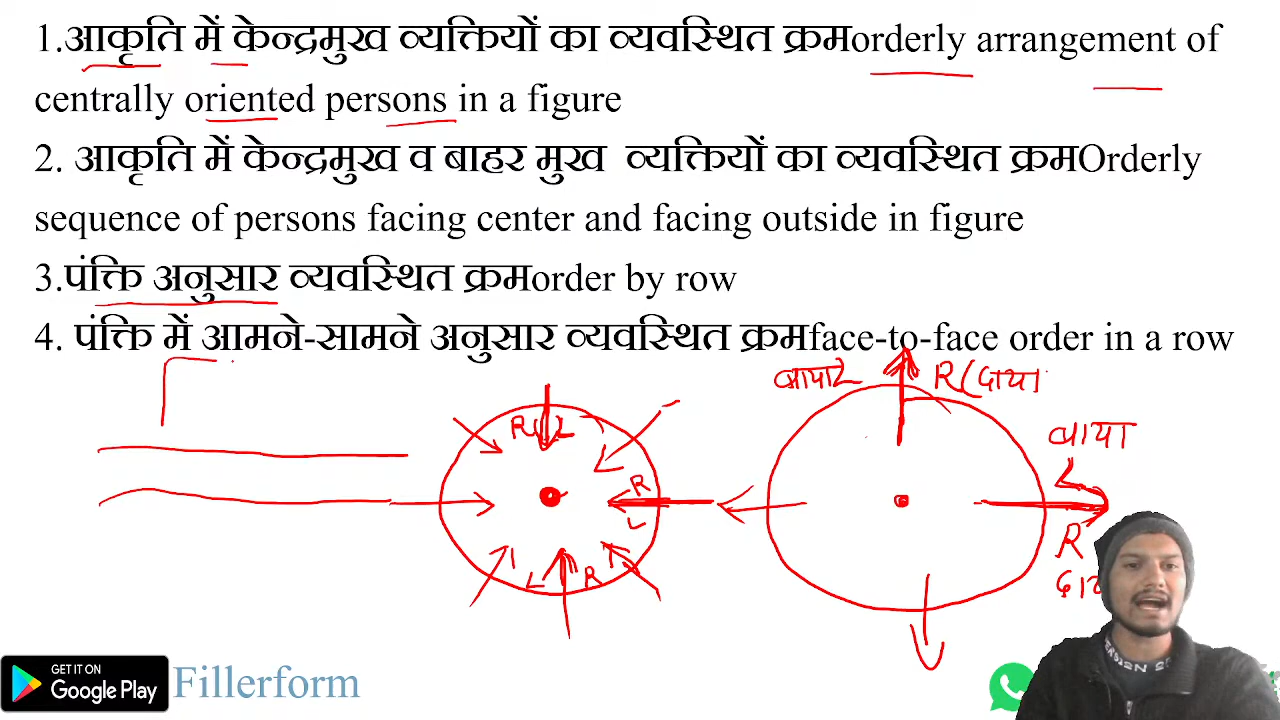 1.आकृति में केन्द्रमुख व्यक्तियों का व्यवस्थित क्रमorderly arrangement of
centrally oriented persons in a figure
2. आकृति में केन्द्रमुख व बाहर मुख व्यक्तियों का व्यवस्थित क्रमOrderly
sequence of persons facing center and facing outside in figure
3.पंक्ति अनुसार व्यवस्थित क्रमorder by row
4. पंक्ति में आमने-सामने अनुसार व्यवस्थित क्रमface-to-face order in a row
R(दाया
बाया
R L
R
L
R
L R
GET IT ON
Google Play
Fillerform